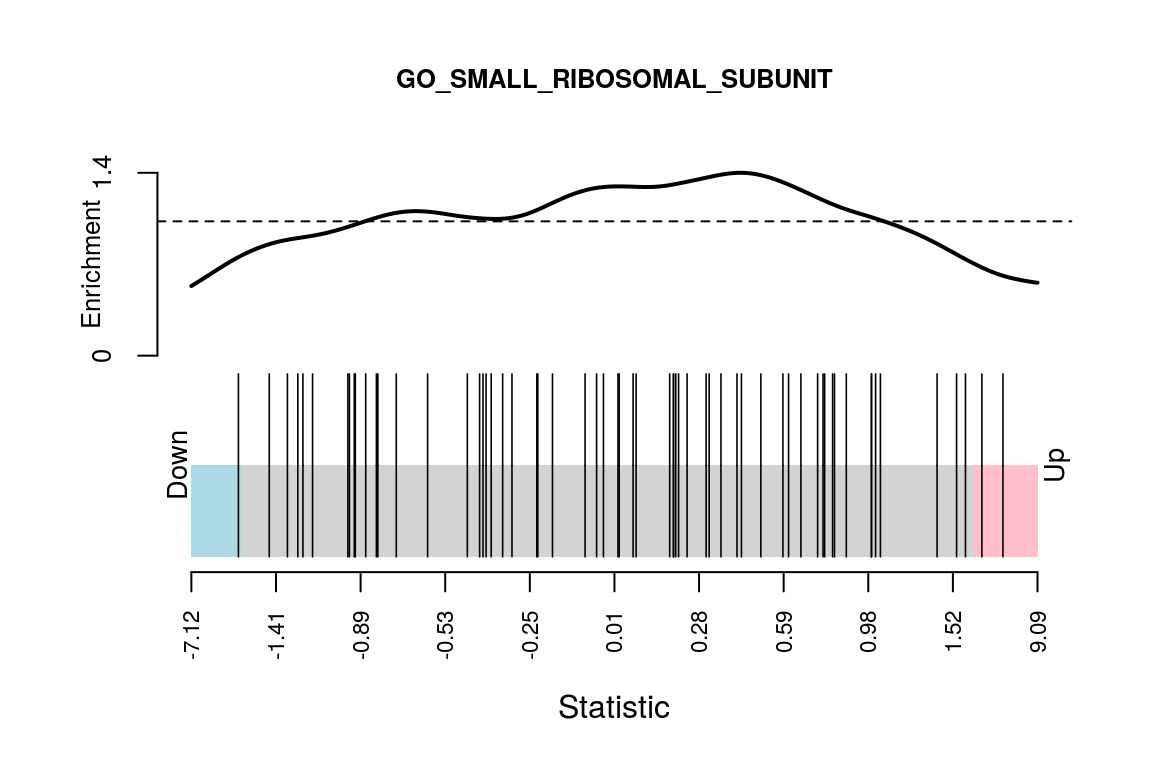 GO_SMALL_RIBOSOMAL_SUBUNIT
1.4
Enrichment
0
Down
Up
-7.12 -1.41 -0.89 -0.53 -0.25 0.01 0.28 0.59 0.98 1.52 9.09
Statistic